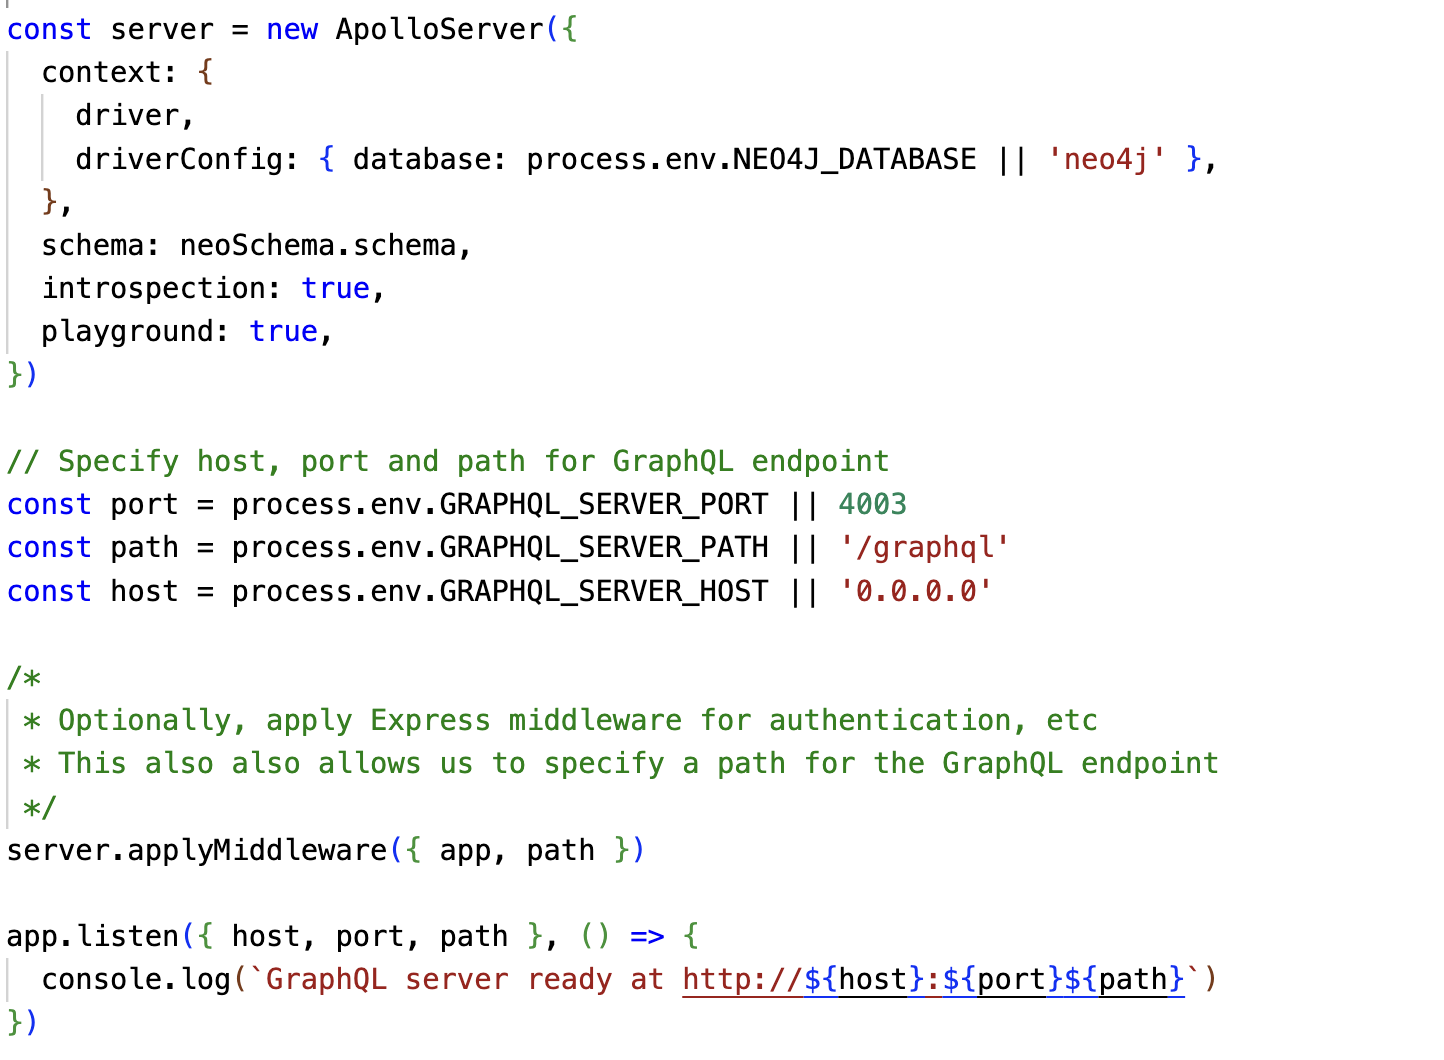 const server = new ApolloServer({
  context: {
    driver,
    driverConfig: { database: process.env.NEO4J_DATABASE || 'neo4j' },
  },
  schema: neoSchema.schema,
  introspection: true,
  playground: true,
})

// Specify host, port and path for GraphQL endpoint
const port = process.env.GRAPHQL_SERVER_PORT || 4003
const path = process.env.GRAPHQL_SERVER_PATH || '/graphql'
const host = process.env.GRAPHQL_SERVER_HOST || '0.0.0.0'

/*
 * Optionally, apply Express middleware for authentication, etc
 * This also also allows us to specify a path for the GraphQL endpoint
 */
server.applyMiddleware({ app, path })

app.listen({ host, port, path }, () => {
  console.log(`GraphQL server ready at http://${host}:${port}${path}`)
})